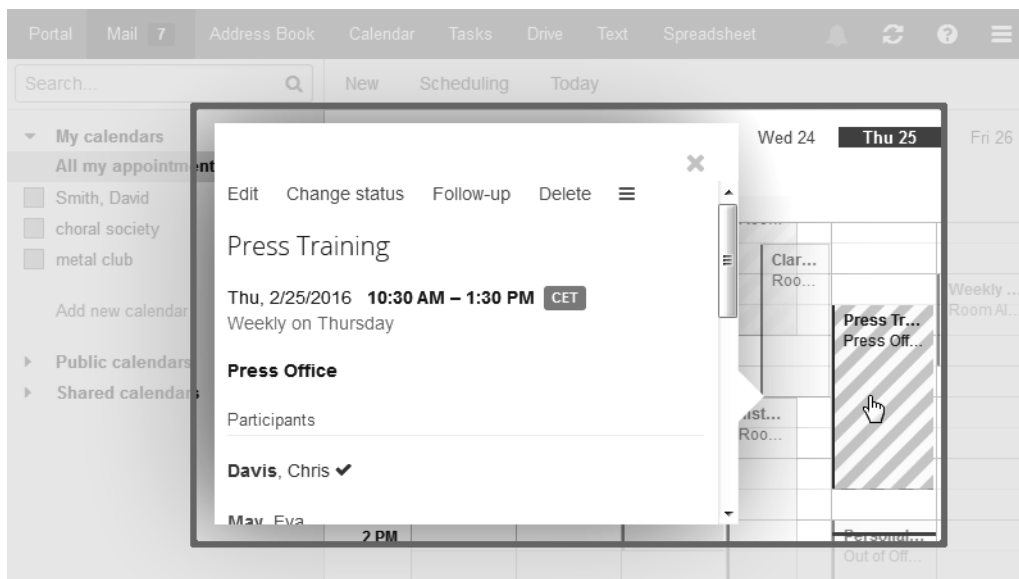 Portal Mail 7 Address Book Calendar Tasks Drive Text Spreadsheet
Search... New Scheduling Today
My calendars
All my appointment
Smith, David
choral society
metal club
Add new calendar
Public calendars
Shared calendars
Wed 24 Thu 25 Fri 26
Edit Change status Follow-up Delete
Press Training
Thu, 2/25/2016 10:30 AM – 1:30 PM CET
Weekly on Thursday
Press Office
Participants
Davis, Chris
May, Eva
2 PM
Clar...
Roo...
Press Tr...
Press Off...
Weekly ...
Room Al...
Roo...
Personal...
Out of Off...